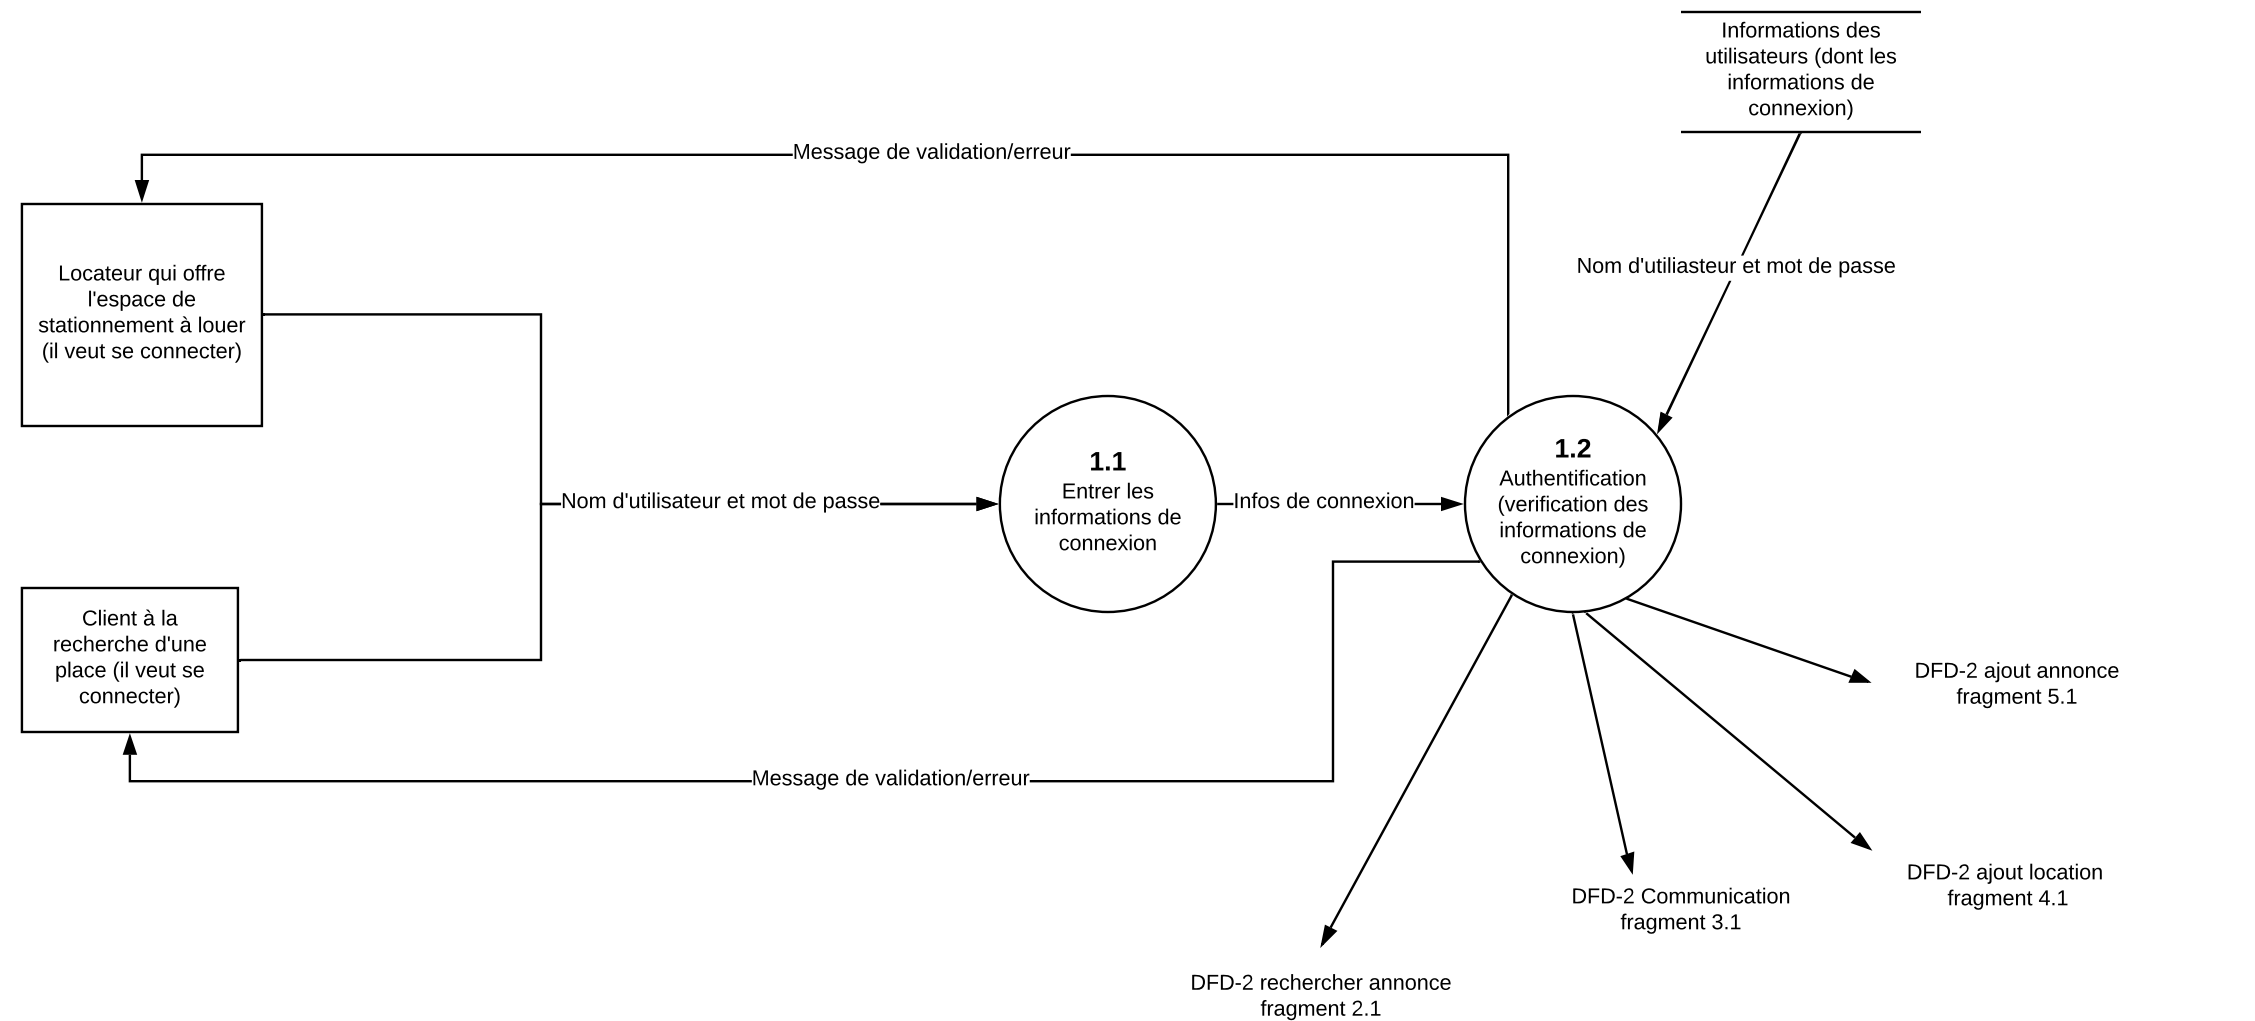 Informations des
utilisateurs (dont les
informations de
connexion)
Message de validation/erreur
Locateur qui offre
l'espace de
stationnement à louer
(il veut se connecter)
Nom d'utiliasteur et mot de passe
Nom d'utilisateur et mot de passe
1.1
Entrer les
informations de
connexion
Infos de connexion
1.2
Authentification
(verification des
informations de
connexion)
Client à la
recherche d'une
place (il veut se
connecter)
Message de validation/erreur
DFD-2 ajout annonce
fragment 5.1
DFD-2 ajout location
fragment 4.1
DFD-2 Communication
fragment 3.1
DFD-2 rechercher annonce
fragment 2.1